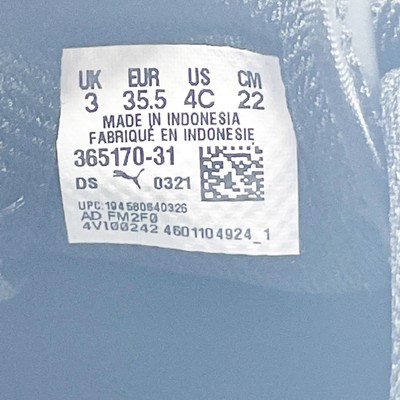 UK EUR US CM
3 35.5 4C 22
MADE IN INDONESIA
FABRIQUÉ EN INDONESIE
365170-31
DS 0321
UPC:194580640326
AD FM2F0
4V100242 4601104924_1